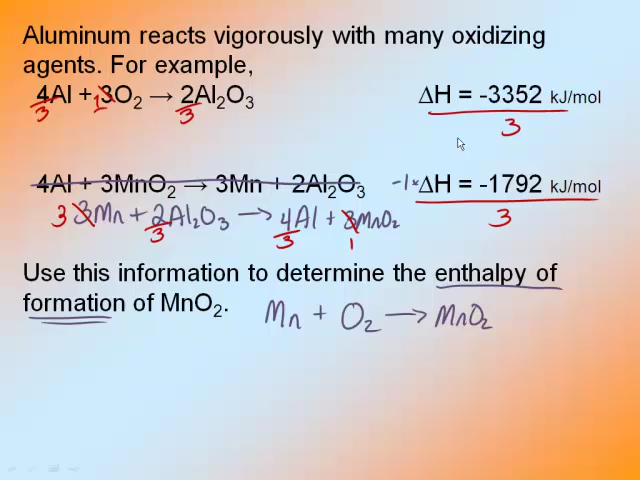 Aluminum reacts vigorously with many oxidizing
agents. For example,
4Al + 3O₂ → 2Al₂O₃ ΔH = -3352 kJ/mol
3 1 3 3
4Al + 3MnO₂ → 3Mn + 2Al₂O₃ -1× ΔH = -1792 kJ/mol
3 3Mn + 2Al₂O₃ → 4Al + 3MnO₂ 3
3 3 1
Use this information to determine the enthalpy of
formation of MnO₂.
Mn + O₂ → MnO₂